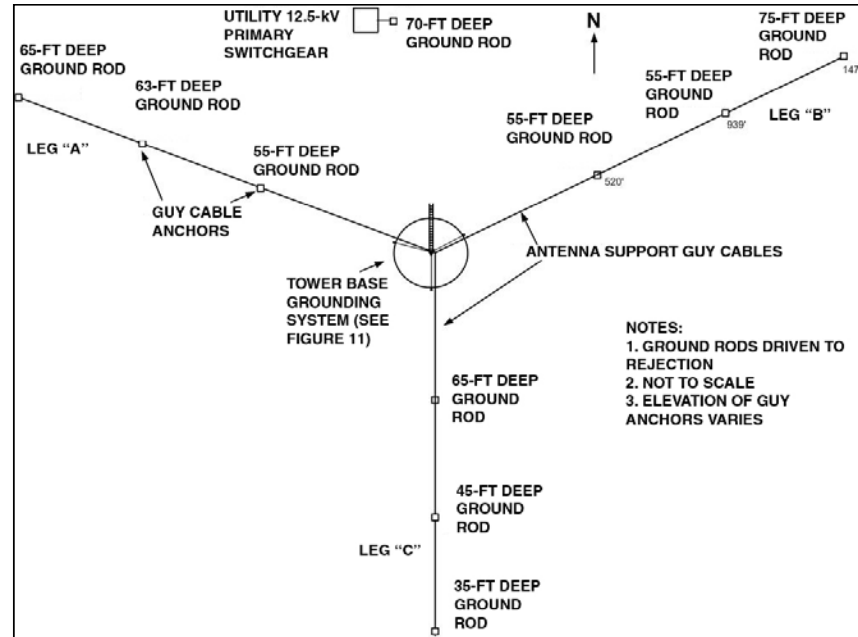 UTILITY 12.5-kV
PRIMARY
SWITCHGEAR
70-FT DEEP
GROUND ROD
N
75-FT DEEP
GROUND
ROD
147
65-FT DEEP
GROUND ROD
63-FT DEEP
GROUND ROD
55-FT DEEP
GROUND
ROD
939'
LEG "B"
LEG "A"
55-FT DEEP
GROUND ROD
55-FT DEEP
GROUND ROD
520'
GUY CABLE
ANCHORS
ANTENNA SUPPORT GUY CABLES
TOWER BASE
GROUNDING
SYSTEM (SEE
FIGURE 11)
NOTES:
1. GROUND RODS DRIVEN TO
REJECTION
2. NOT TO SCALE
3. ELEVATION OF GUY
ANCHORS VARIES
65-FT DEEP
GROUND
ROD
45-FT DEEP
GROUND
ROD
LEG "C"
35-FT DEEP
GROUND
ROD